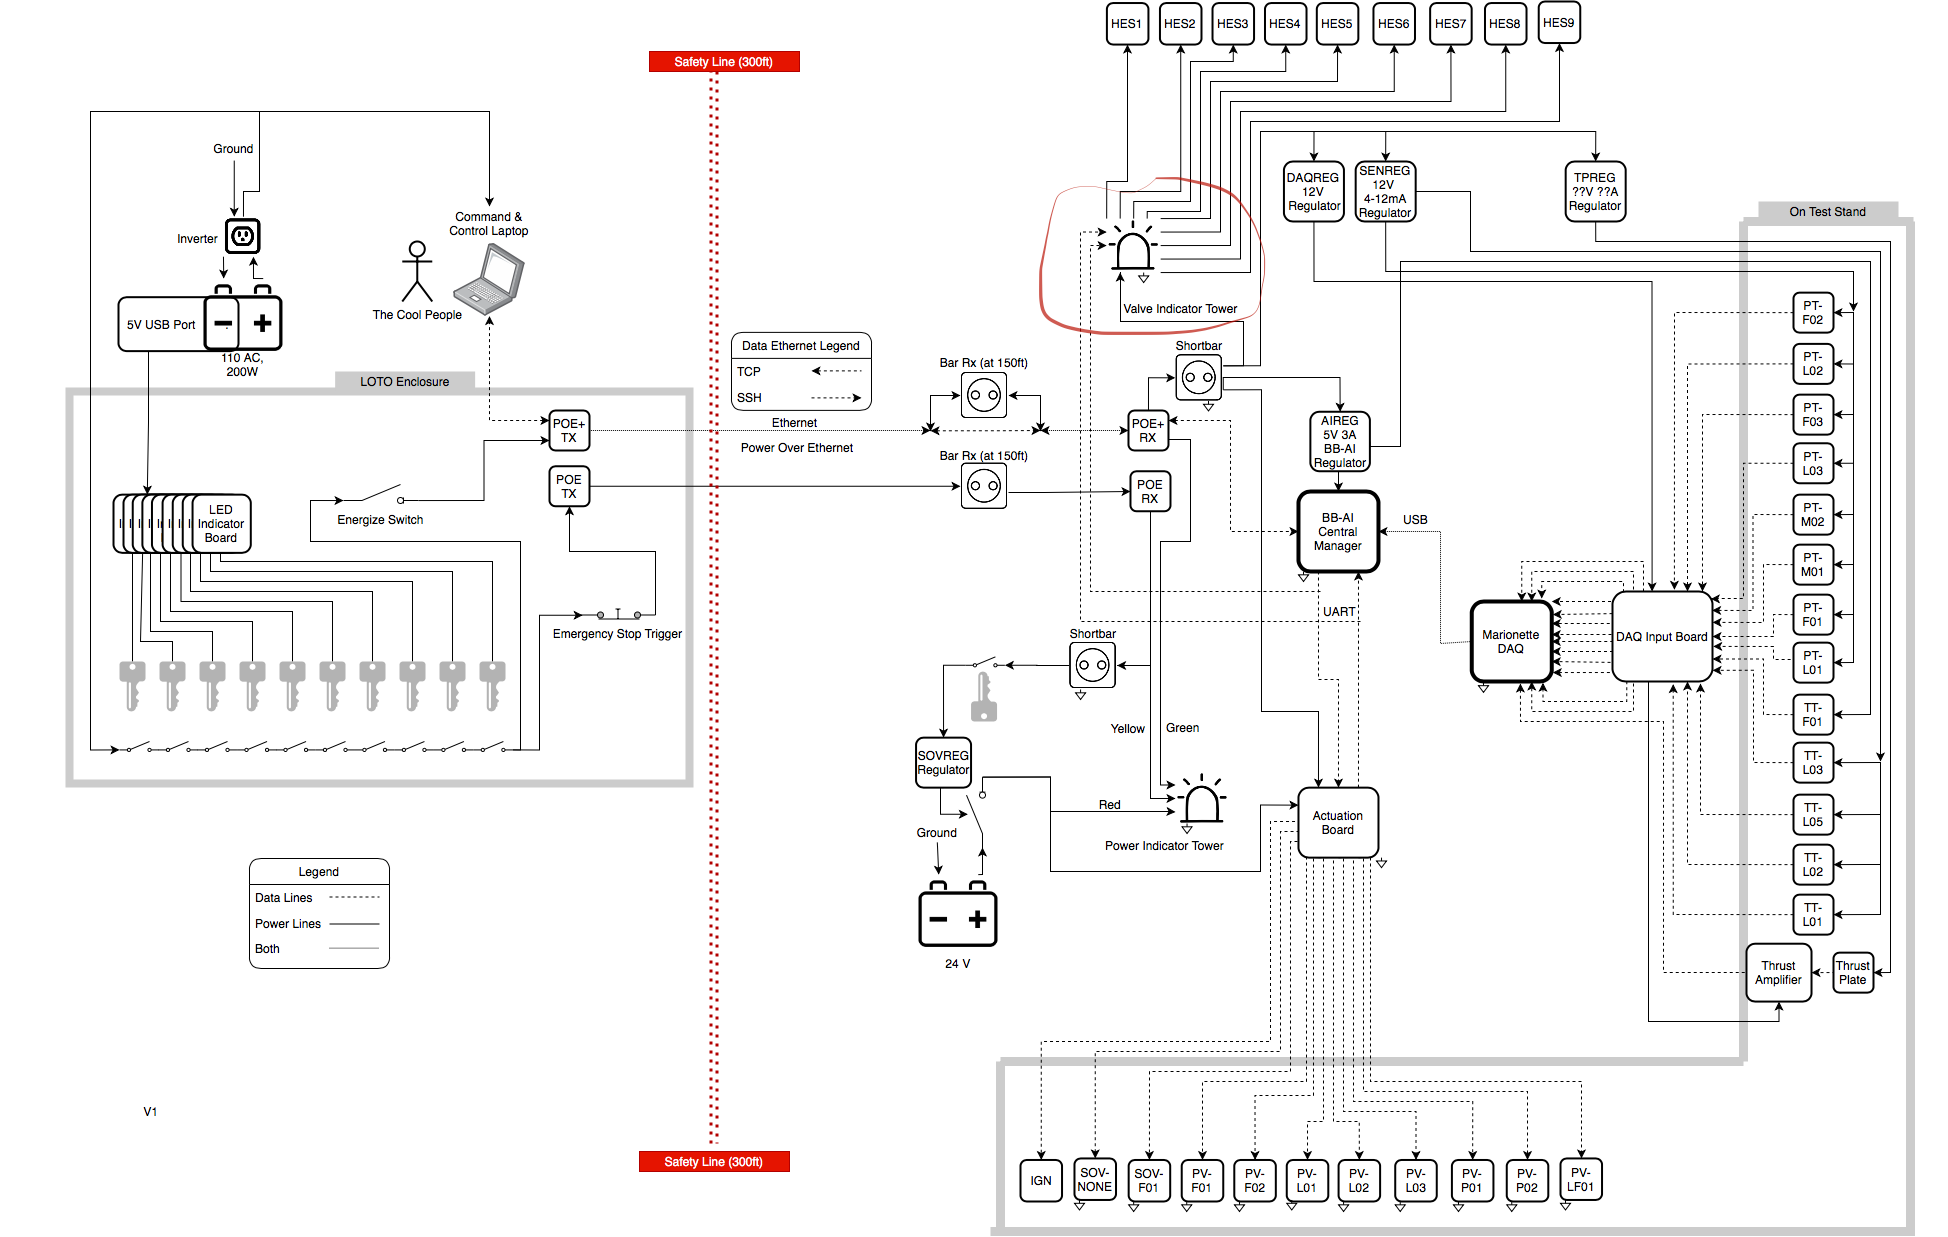 HES1
HES2
HES3
HES4
HES5
HES6
HES7
HES8
HES9
Safety Line (300ft)
Ground
Inverter
Command &
Control Laptop
The Cool People
5V USB Port
110 AC,
200W
DAQREG
12V
Regulator
SENREG
12V
4-12mA
Regulator
TPREG
??V ??A
Regulator
On Test Stand
Valve Indicator Tower
Shortbar
Data Ethernet Legend
TCP
SSH
Bar Rx (at 150ft)
LOTO Enclosure
POE+
TX
Ethernet
Power Over Ethernet
POE+
RX
AIREG
5V 3A
BB-AI
Regulator
Bar Rx (at 150ft)
POE
TX
POE
RX
LED
Indicator
Board
Energize Switch
BB-AI
Central
Manager
USB
UART
Emergency Stop Trigger
Shortbar
Marionette
DAQ
DAQ Input Board
PT-
F02
PT-
L02
PT-
F03
PT-
L03
PT-
M02
PT-
M01
PT-
F01
PT-
L01
TT-
F01
TT-
L03
TT-
L05
TT-
L02
TT-
L01
Thrust
Amplifier
Thrust
Plate
Yellow
Green
SOVREG
Regulator
Red
Ground
Power Indicator Tower
Actuation
Board
24 V
Legend
Data Lines
Power Lines
Both
V1
Safety Line (300ft)
IGN
SOV-
NONE
SOV-
F01
PV-
F01
PV-
F02
PV-
L01
PV-
L02
PV-
L03
PV-
P01
PV-
P02
PV-
LF01